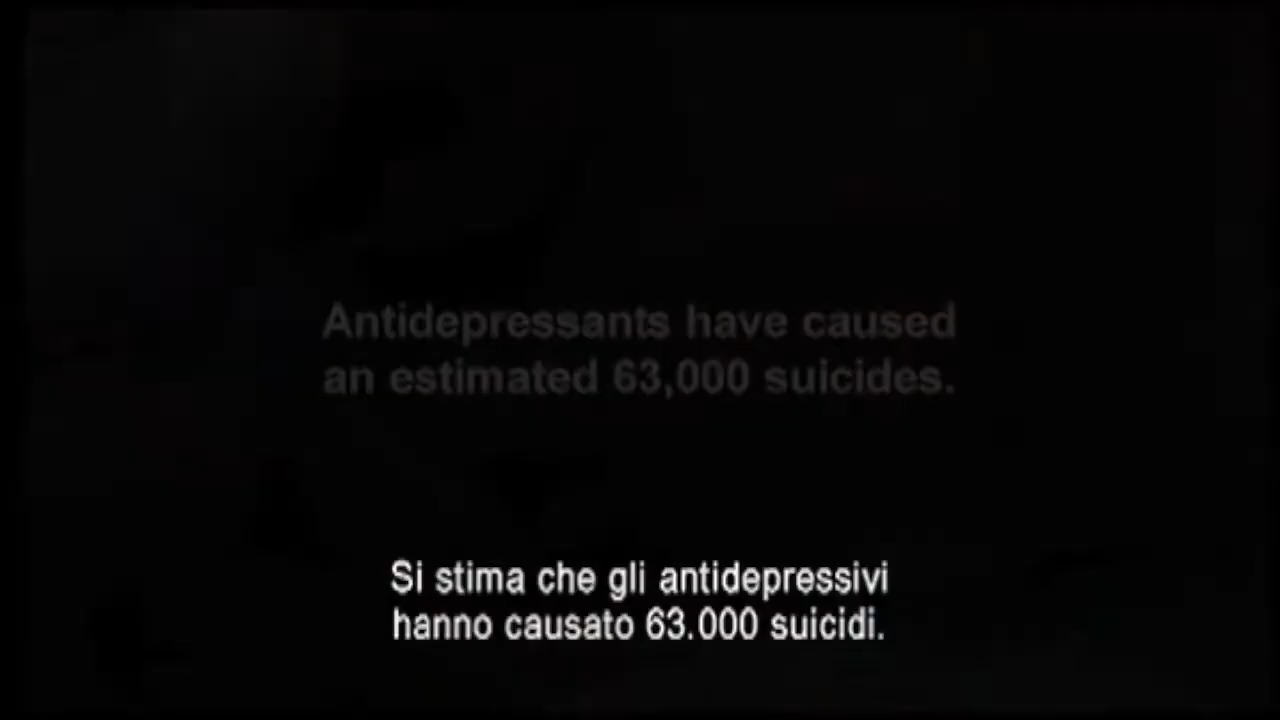 Antidepressants have caused
an estimated 63,000 suicides.
Si stima che gli antidepressivi
hanno causato 63.000 suicidi.